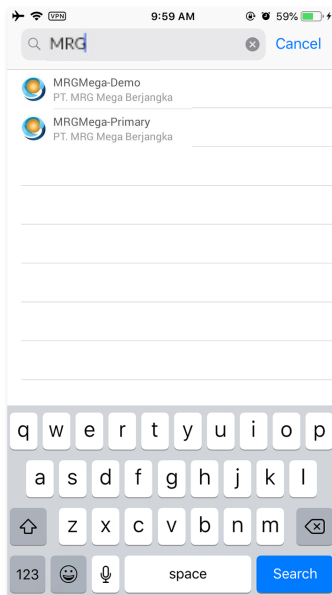 VPN 9:59 AM 59%
MRG Cancel
MRGMega-Demo
PT. MRG Mega Berjangka
MRGMega-Primary
PT. MRG Mega Berjangka
q w e r t y u i o p
a s d f g h j k l
z x c v b n m
123 space Search